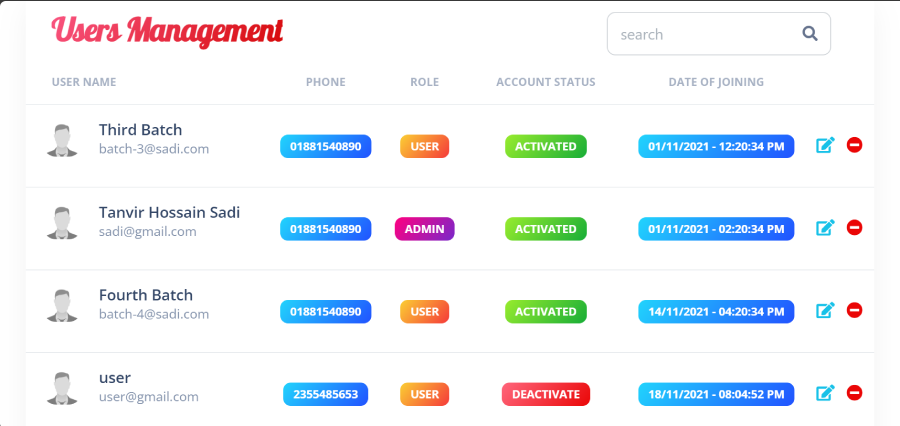 Users Management
search
USER NAME PHONE ROLE ACCOUNT STATUS DATE OF JOINING
Third Batch
batch-3@sadi.com
01881540890 USER ACTIVATED 01/11/2021 - 12:20:34 PM
Tanvir Hossain Sadi
sadi@gmail.com
01881540890 ADMIN ACTIVATED 01/11/2021 - 02:20:34 PM
Fourth Batch
batch-4@sadi.com
01881540890 USER ACTIVATED 14/11/2021 - 04:20:34 PM
user
user@gmail.com
2355485653 USER DEACTIVATE 18/11/2021 - 08:04:52 PM